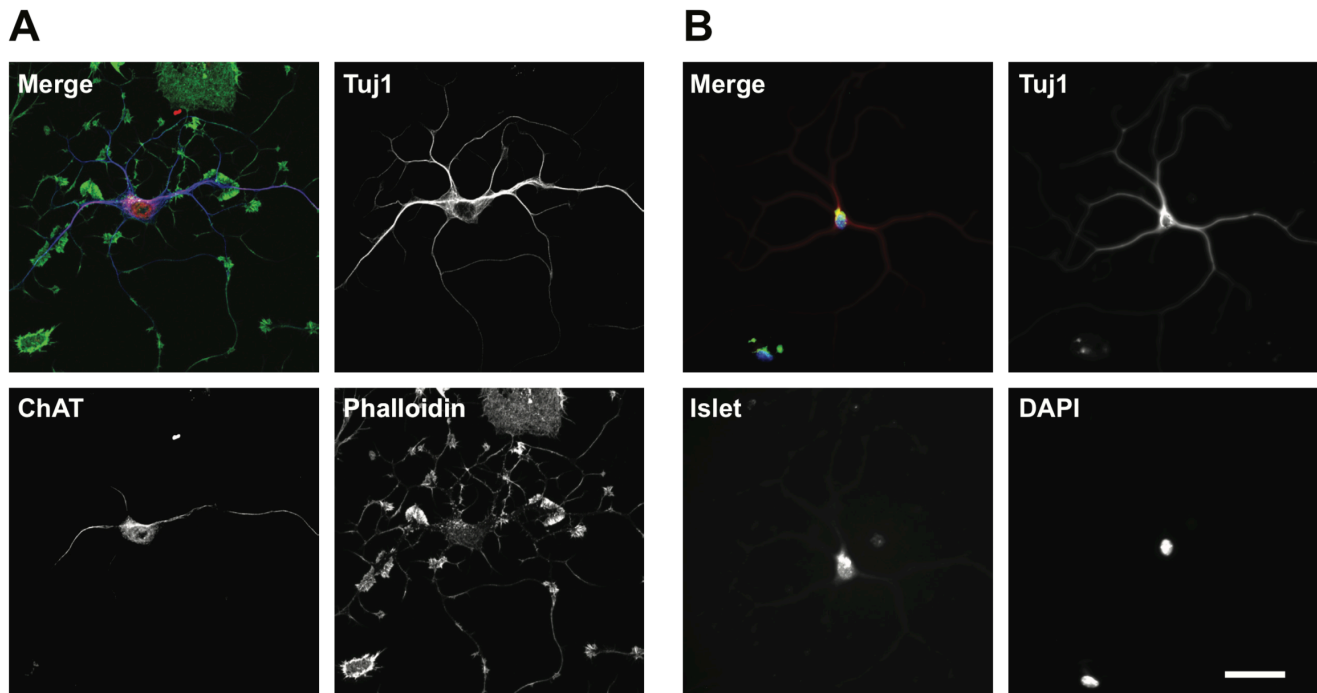 A
B
Merge
Tuj1
Merge
Tuj1
ChAT
Phalloidin
Islet
DAPI